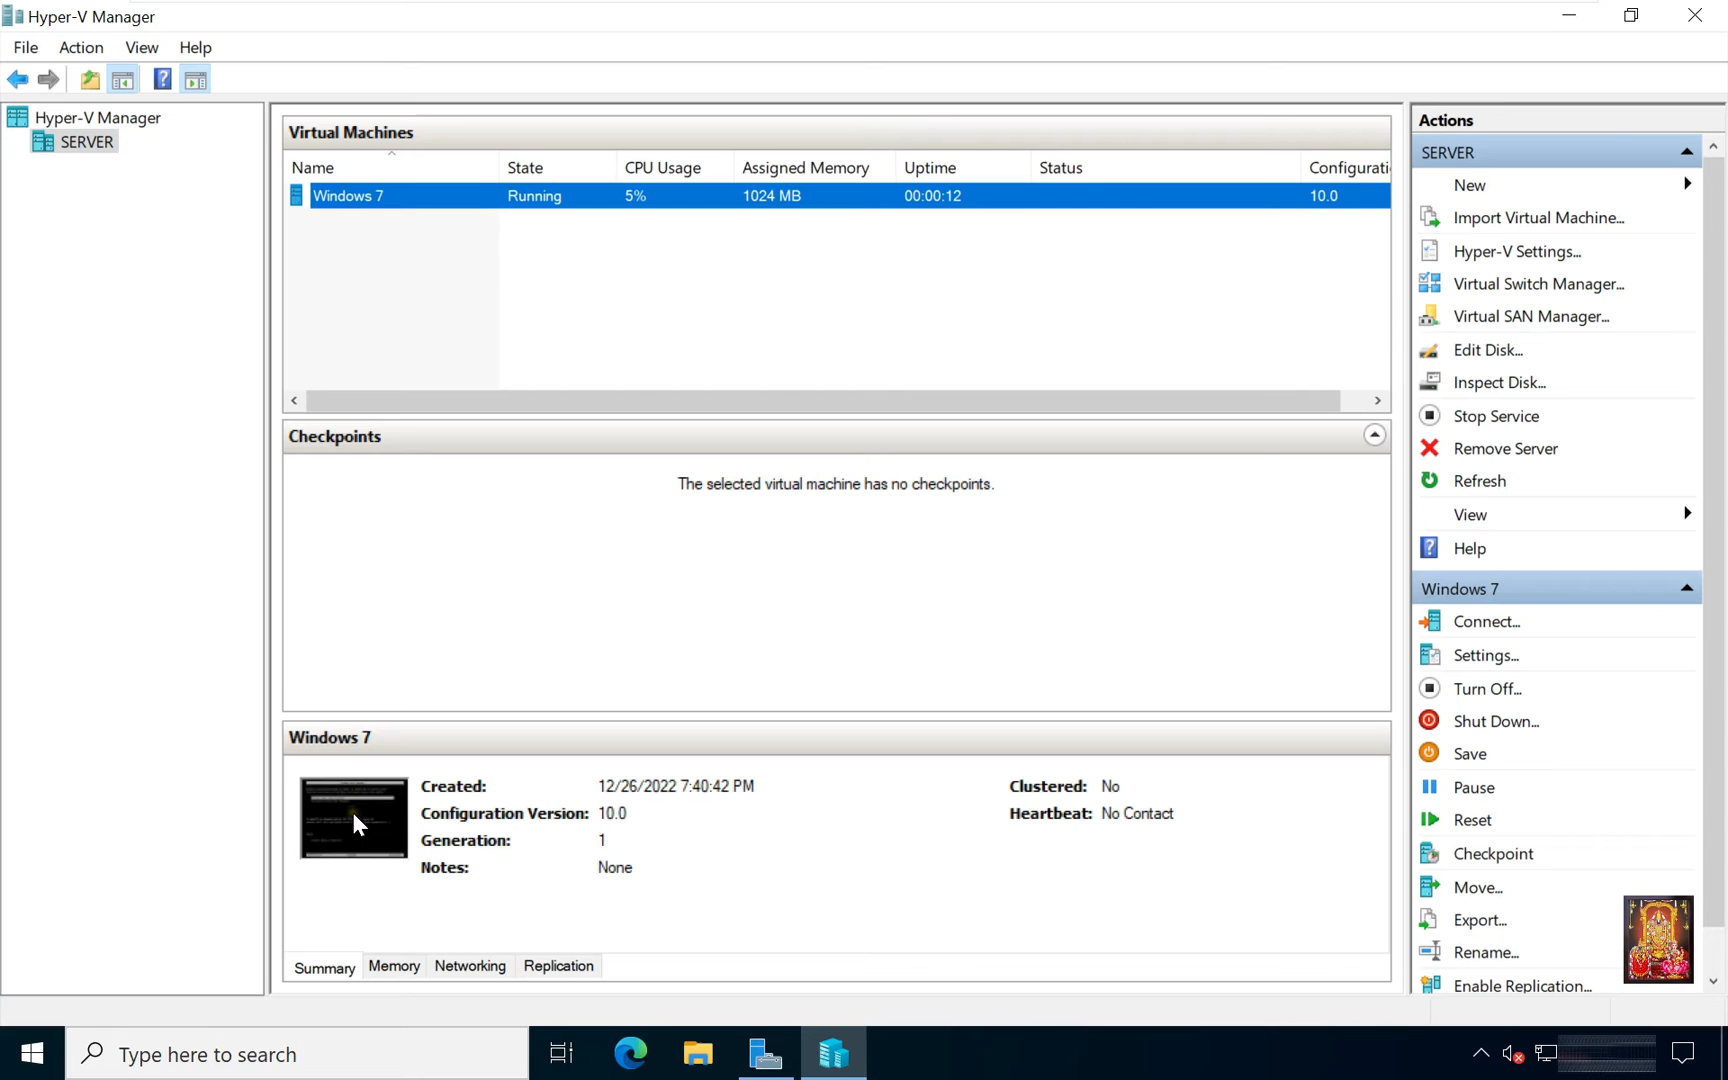 Hyper-V Manager
File Action View Help
Hyper-V Manager
SERVER
Virtual Machines
Name State CPU Usage Assigned Memory Uptime Status Configurati
Windows 7 Running 5% 1024 MB 00:00:12 10.0
Checkpoints
The selected virtual machine has no checkpoints.
Windows 7
Created: 12/26/2022 7:40:42 PM Clustered: No
Configuration Version: 10.0 Heartbeat: No Contact
Generation: 1
Notes: None
Summary Memory Networking Replication
Actions
SERVER
New
Import Virtual Machine...
Hyper-V Settings...
Virtual Switch Manager...
Virtual SAN Manager...
Edit Disk...
Inspect Disk...
Stop Service
Remove Server
Refresh
View
Help
Windows 7
Connect...
Settings...
Turn Off...
Shut Down...
Save
Pause
Reset
Checkpoint
Move...
Export...
Rename...
Enable Replication...
Type here to search